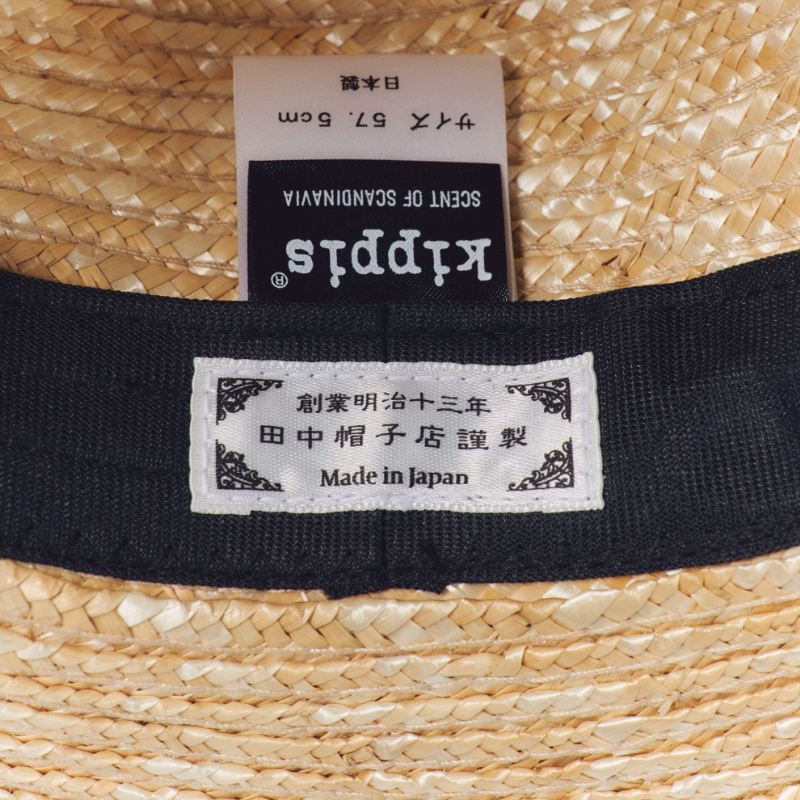 kippis®
SCENT OF SCANDINAVIA
サイズ 57.5cm
日本製
創業明治十三年
田中帽子店謹製
Made in Japan